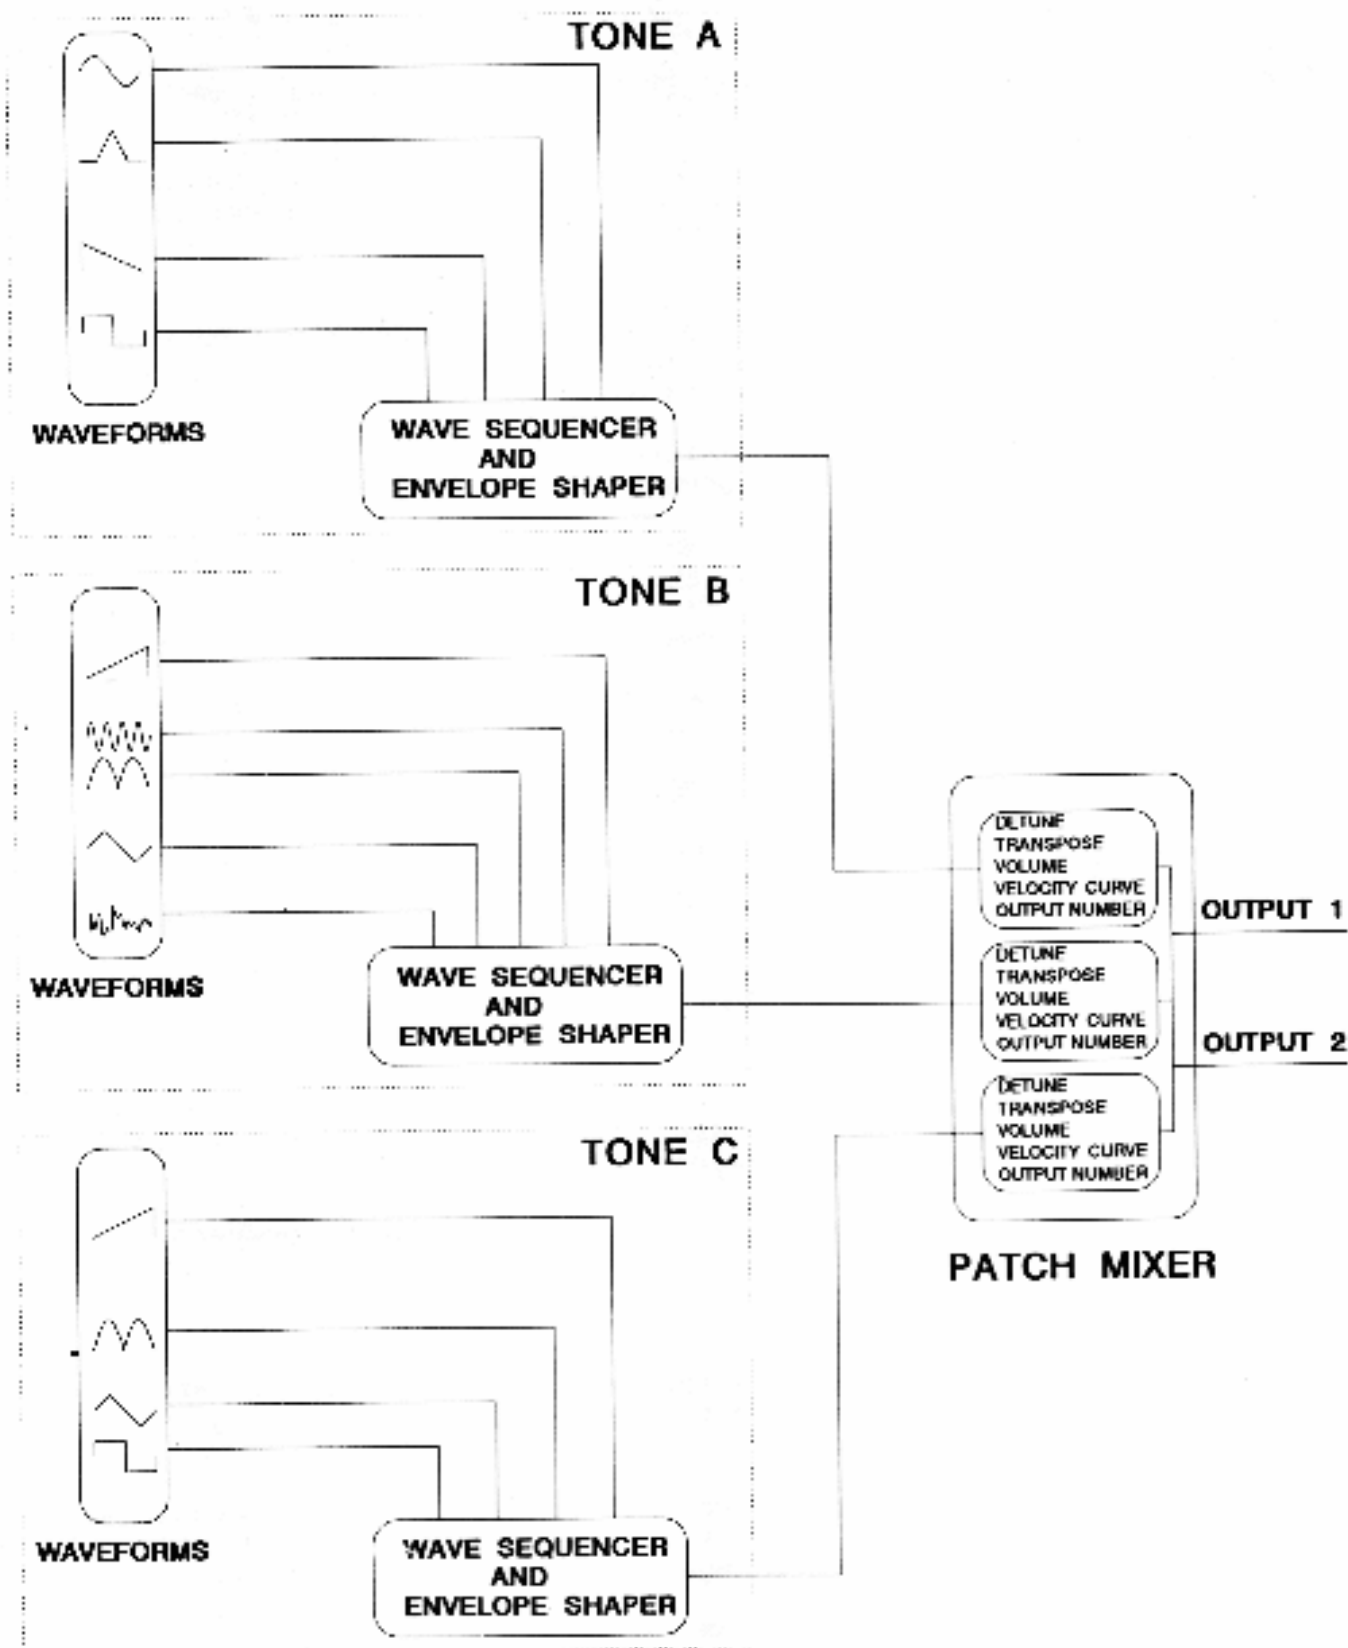 TONE A
WAVEFORMS
WAVE SEQUENCER
AND
ENVELOPE SHAPER
TONE B
WAVEFORMS
WAVE SEQUENCER
AND
ENVELOPE SHAPER
TONE C
WAVEFORMS
WAVE SEQUENCER
AND
ENVELOPE SHAPER
DETUNE
TRANSPOSE
VOLUME
VELOCITY CURVE
OUTPUT NUMBER
DETUNE
TRANSPOSE
VOLUME
VELOCITY CURVE
OUTPUT NUMBER
DETUNE
TRANSPOSE
VOLUME
VELOCITY CURVE
OUTPUT NUMBER
OUTPUT 1
OUTPUT 2
PATCH MIXER